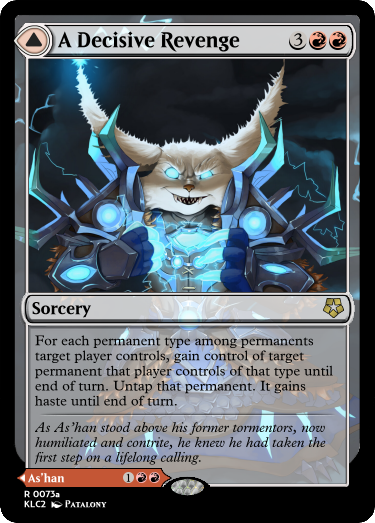 A Decisive Revenge 3
Sorcery
For each permanent type among permanents
target player controls, gain control of target
permanent that player controls of that type until
end of turn. Untap that permanent. It gains
haste until end of turn.
As As'han stood above his former tormentors, now
humiliated and contrite, he knew he had taken the
first step on a lifelong calling.
As'han 1
R 0073a
KLC2 PATALONY